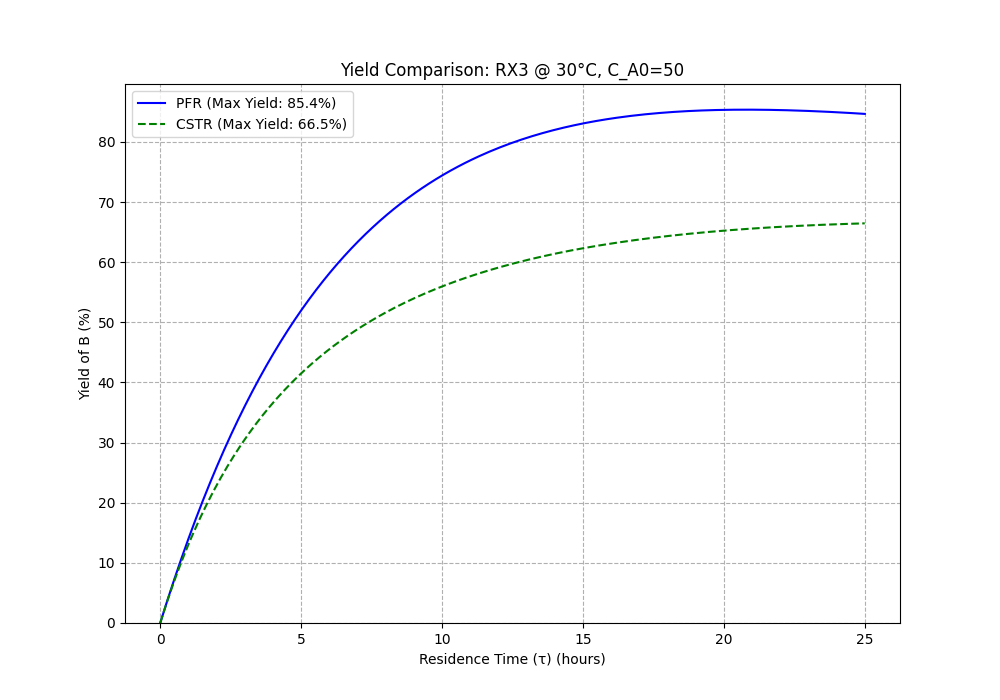 Yield Comparison: RX3 @ 30°C, C_A0=50
PFR (Max Yield: 85.4%)
CSTR (Max Yield: 66.5%)
Yield of B (%)
80
70
60
50
40
30
20
10
0
0 5 10 15 20 25
Residence Time (τ) (hours)